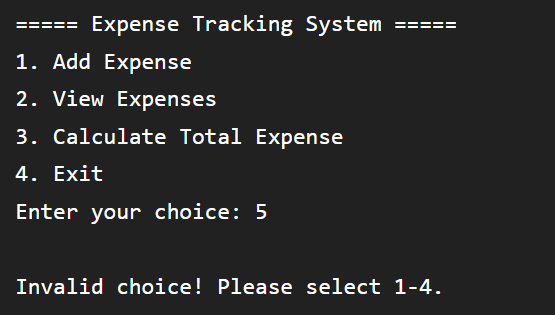 ===== Expense Tracking System =====
1. Add Expense
2. View Expenses
3. Calculate Total Expense
4. Exit
Enter your choice: 5
Invalid choice! Please select 1-4.